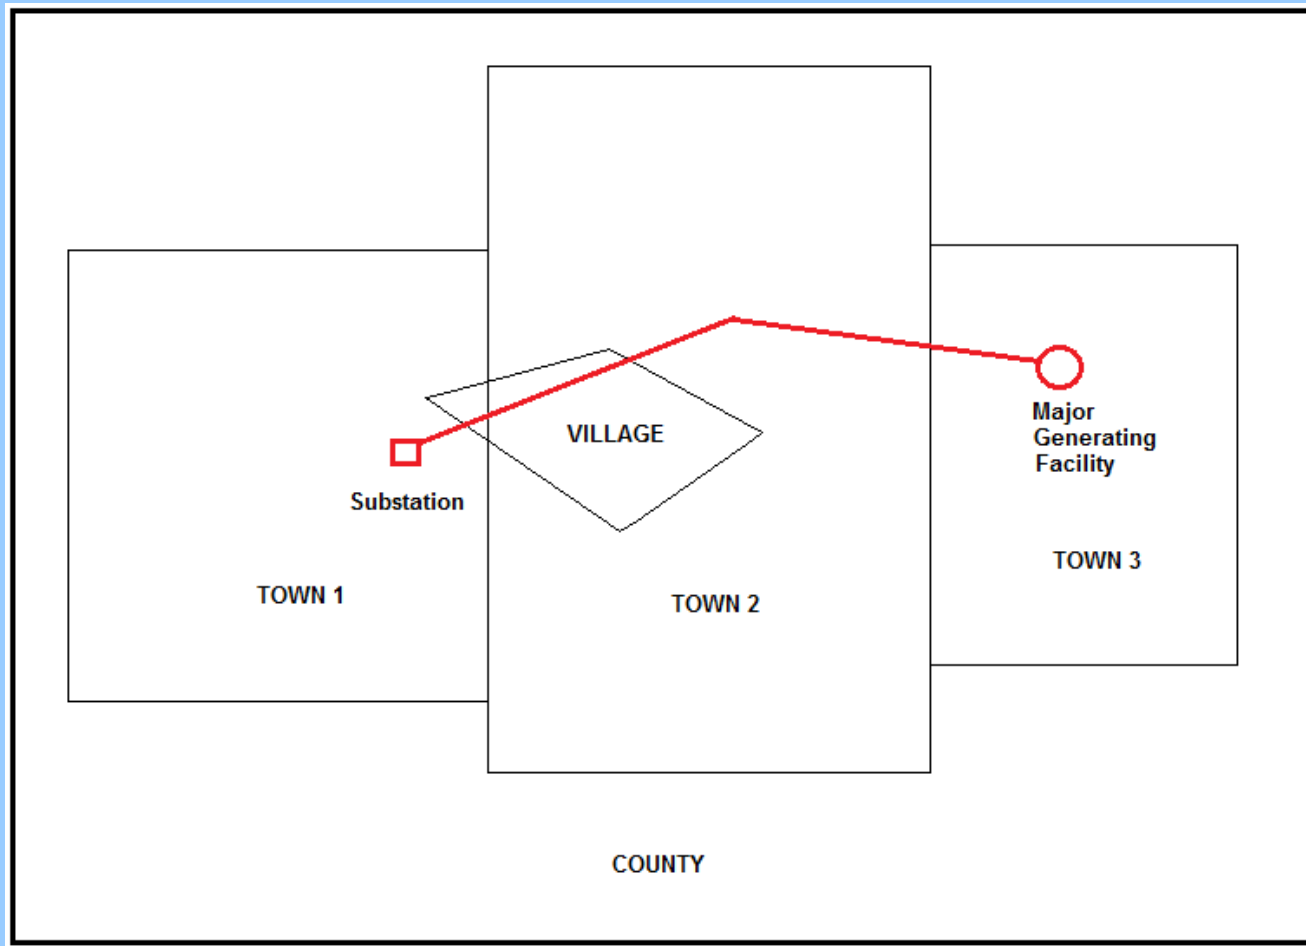 VILLAGE
Major
Generating
Facility
Substation
TOWN 3
TOWN 1
TOWN 2
COUNTY